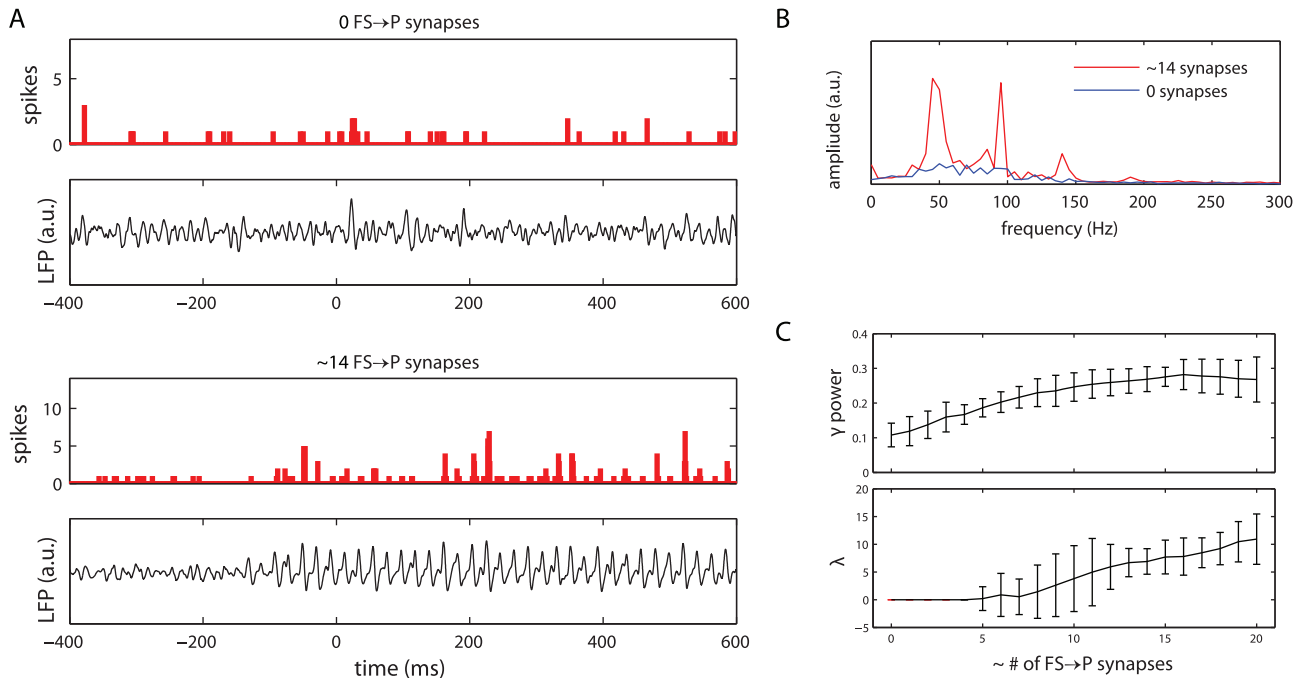 A
0 FS→P synapses
spikes
5
0
LFP (a.u.)
−400 −200 0 200 400 600
~14 FS→P synapses
spikes
10
5
0
LFP (a.u.)
−400 −200 0 200 400 600
time (ms)
B
ampliude (a.u.)
~14 synapses
0 synapses
0 50 100 150 200 250 300
frequency (Hz)
C
γ power
0.4
0.3
0.2
0.1
0
λ
20
15
10
5
0
−5
0 5 10 15 20
~ # of FS→P synapses